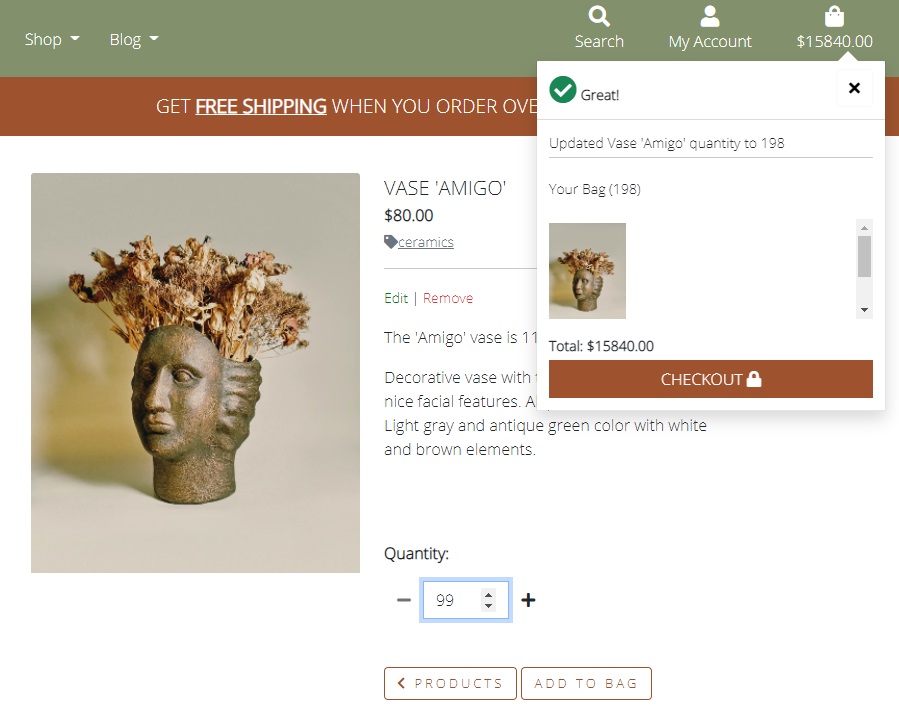 Shop
Blog
Search
My Account
$15840.00
GET FREE SHIPPING WHEN YOU ORDER
Great!
Updated Vase 'Amigo' quantity to 198
Your Bag (198)
Total: $15840.00
CHECKOUT
VASE 'AMIGO'
$80.00
ceramics
Edit | Remove
The 'Amigo' vase is
Decorative vase with
nice facial features.
Light gray and antique green color with white
and brown elements.
Quantity:
99
PRODUCTS
ADD TO BAG